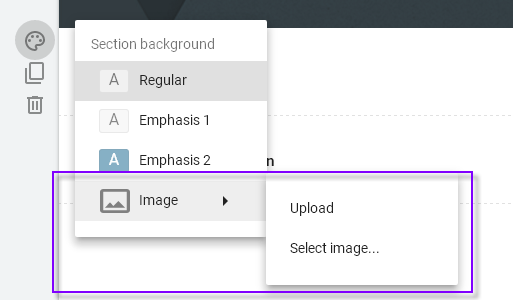 Section background
A Regular
A Emphasis 1
A Emphasis 2
n
Image
Upload
Select image...